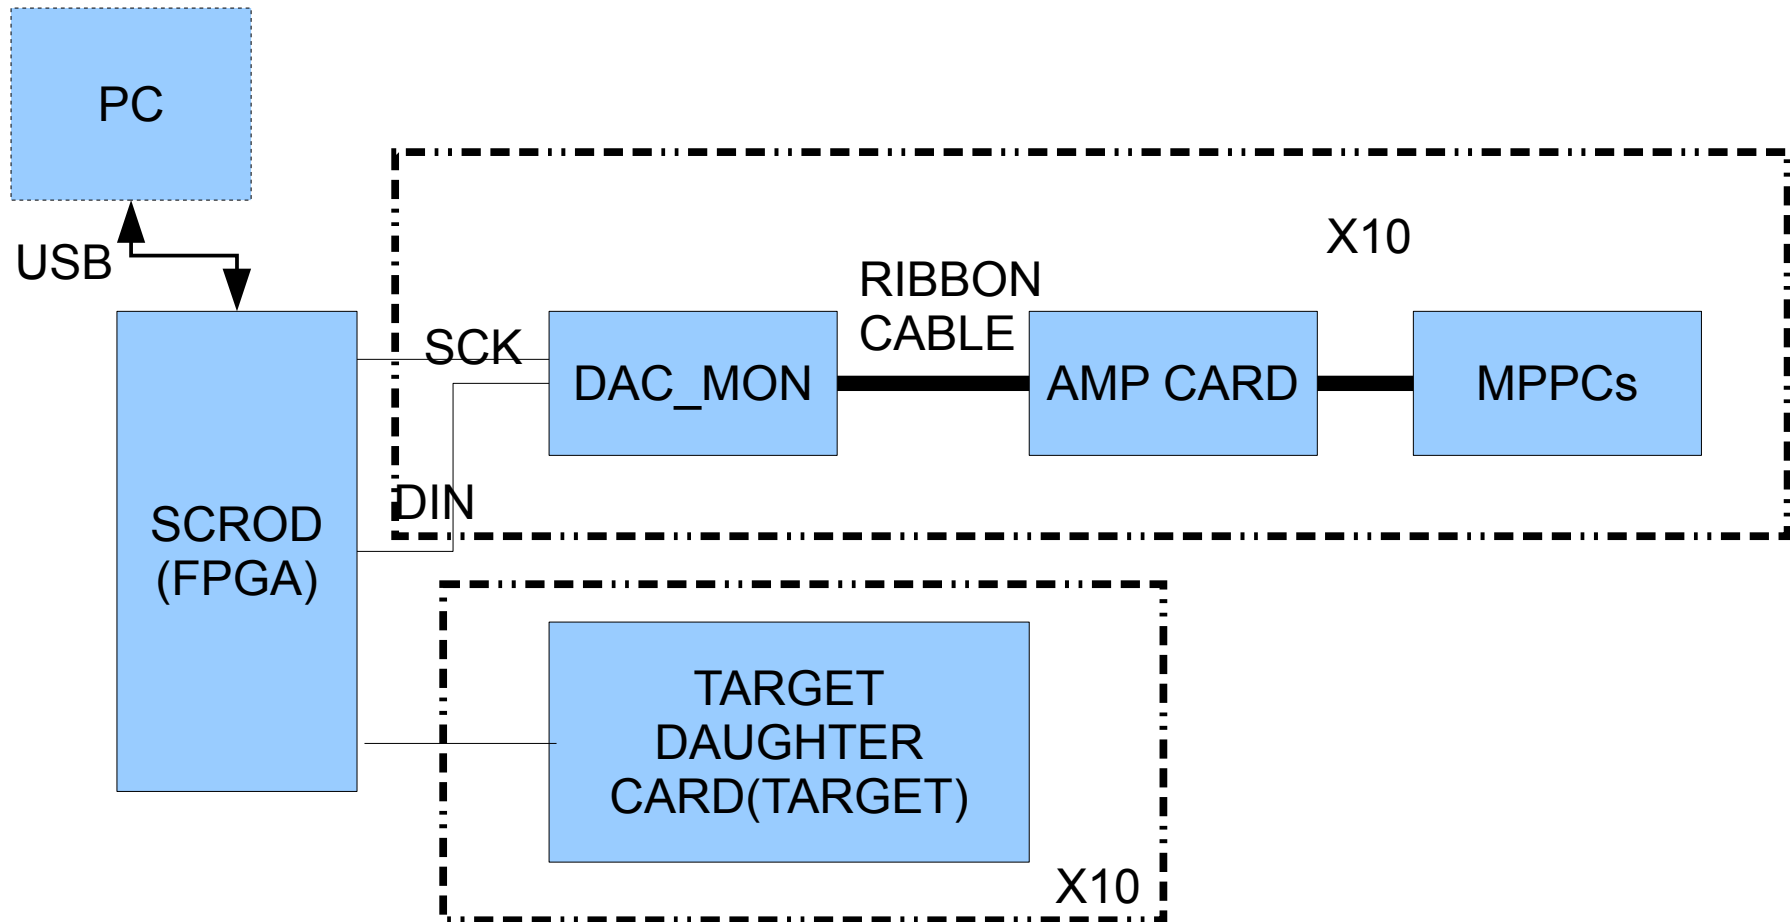 PC
USB
X10
RIBBON
CABLE
SCK
DAC_MON
AMP CARD
MPPCs
DIN
SCROD
(FPGA)
TARGET
DAUGHTER
CARD(TARGET)
X10